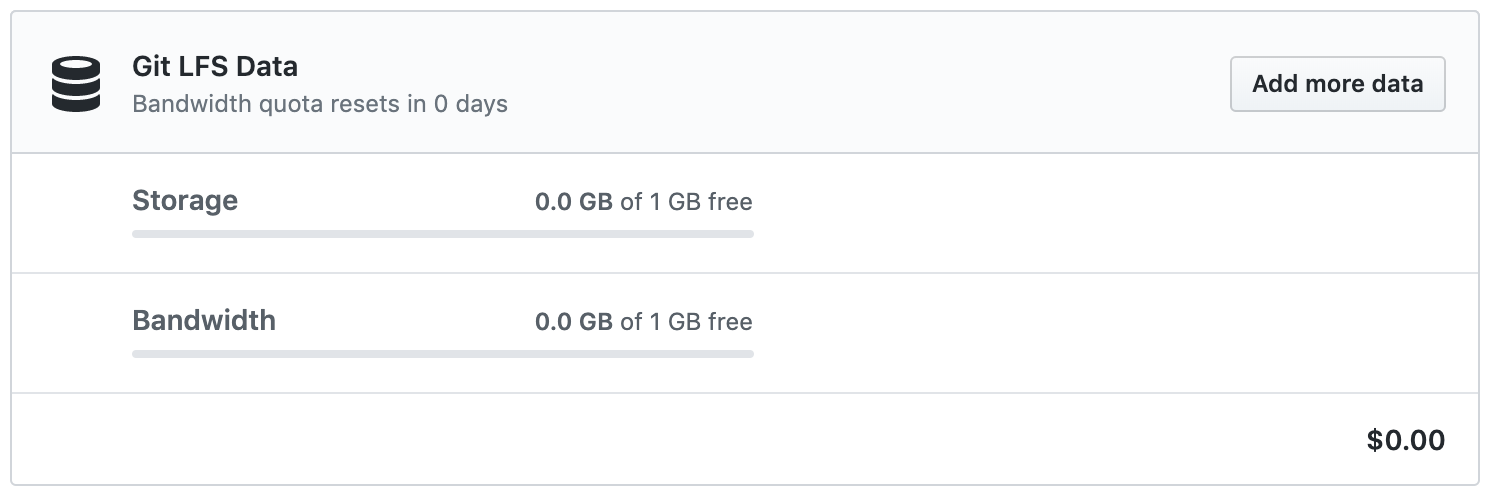 Git LFS Data
Bandwidth quota resets in 0 days
Add more data
Storage
0.0 GB of 1 GB free
Bandwidth
0.0 GB of 1 GB free
$0.00